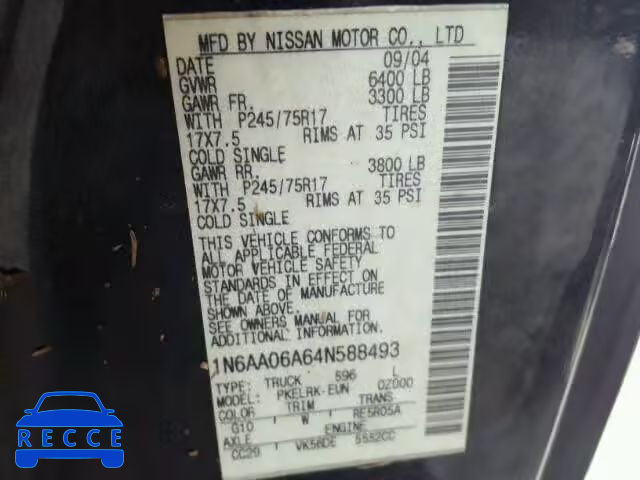 MFD BY NISSAN MOTOR CO., LTD
DATE 09/04
GVWR 6400 LB
GAWR FR. 3300 LB
WITH P245/75R17 TIRES
17X7.5 RIMS AT 35 PSI
COLD SINGLE
GAWR RR. 3800 LB
WITH P245/75R17 TIRES
17X7.5 RIMS AT 35 PSI
COLD SINGLE
THIS VEHICLE CONFORMS TO
ALL APPLICABLE FEDERAL
MOTOR VEHICLE SAFETY
STANDARDS IN EFFECT ON
THE DATE OF MANUFACTURE
SHOWN ABOVE.
SEE OWNERS MANUAL FOR
ADDITIONAL INFORMATION.
1N6AA06A64N588493
TYPE: TRUCK 596 L
MODEL: PKELRK-EUN 0Z000
COLOR TRIM TRANS
G10 W RE5R05A
AXLE ENGINE
CC29 VK56DE 5552CC
RECCE